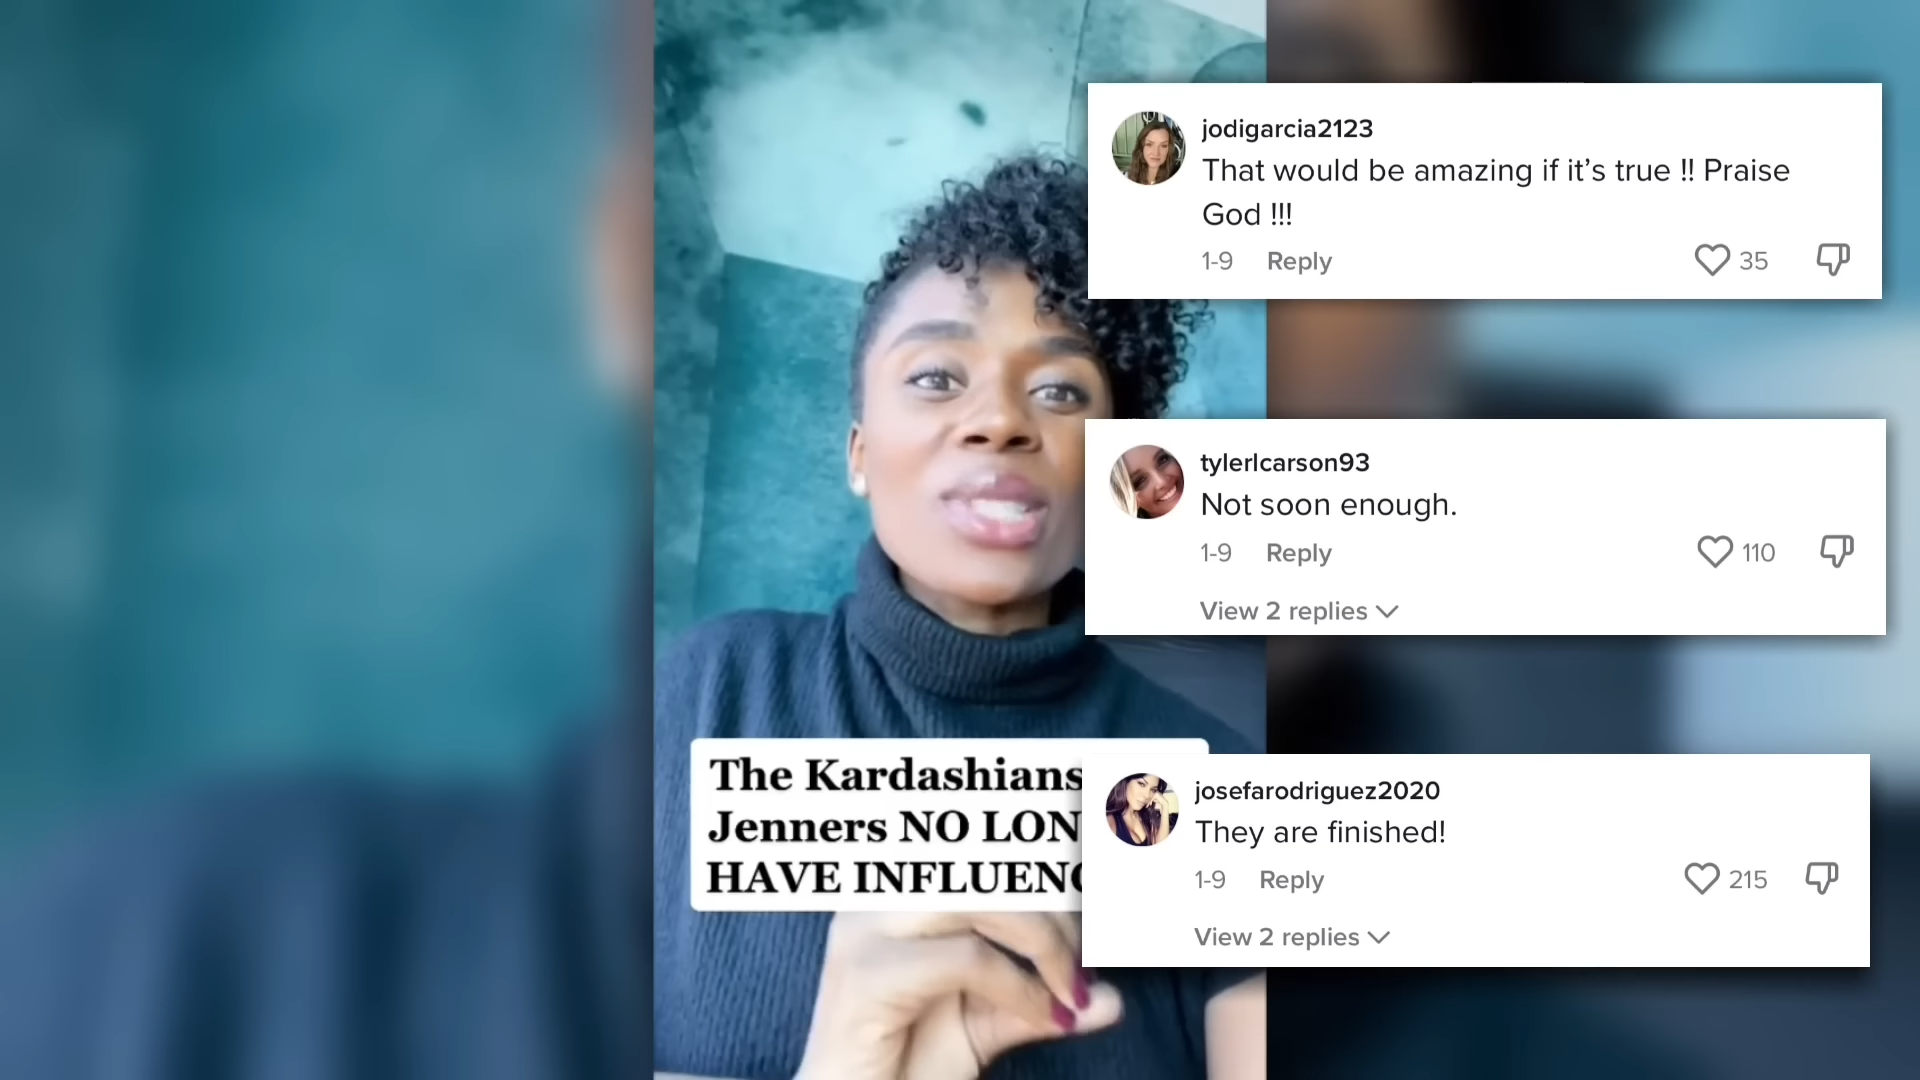 jodigarcia2123
That would be amazing if it’s true !! Praise
God !!!
1-9 Reply 35
tylerlcarson93
Not soon enough.
1-9 Reply 110
View 2 replies
The Kardashians
Jenners NO
HAVE
josefarodriguez2020
They are finished!
1-9 Reply 215
View 2 replies